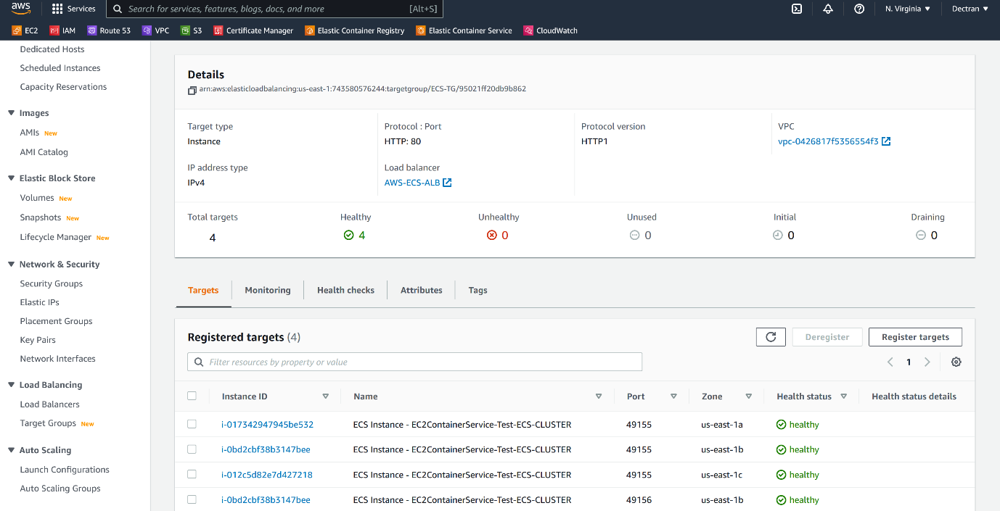 aws
Services
Search for services, features, blogs, docs, and more
[Alt+S]
N. Virginia ▼
Dectran ▼
EC2
IAM
Route 53
VPC
S3
Certificate Manager
Elastic Container Registry
Elastic Container Service
CloudWatch
Dedicated Hosts
Scheduled Instances
Capacity Reservations
Images
AMIs New
AMI Catalog
Elastic Block Store
Volumes New
Snapshots New
Lifecycle Manager New
Network & Security
Security Groups
Elastic IPs
Placement Groups
Key Pairs
Network Interfaces
Load Balancing
Load Balancers
Target Groups New
Auto Scaling
Launch Configurations
Auto Scaling Groups
Details
arn:aws:elasticloadbalancing:us-east-1:743580576244:targetgroup/ECS-TG/95021ff20db9b862
Target type
Instance
Protocol : Port
HTTP: 80
Protocol version
HTTP1
VPC
vpc-0426817f5356554f3
IP address type
IPv4
Load balancer
AWS-ECS-ALB
Total targets
4
Healthy
4
Unhealthy
0
Unused
0
Initial
0
Draining
0
Targets
Monitoring
Health checks
Attributes
Tags
Registered targets (4)
Deregister
Register targets
Filter resources by property or value
1
Instance ID
Name
Port
Zone
Health status
Health status details
i-017342947945be532 ECS Instance - EC2ContainerService-Test-ECS-CLUSTER 49155 us-east-1a healthy
i-0bd2cbf38b3147bee ECS Instance - EC2ContainerService-Test-ECS-CLUSTER 49155 us-east-1b healthy
i-012c5d82e7d427218 ECS Instance - EC2ContainerService-Test-ECS-CLUSTER 49155 us-east-1c healthy
i-0bd2cbf38b3147bee ECS Instance - EC2ContainerService-Test-ECS-CLUSTER 49156 us-east-1b healthy